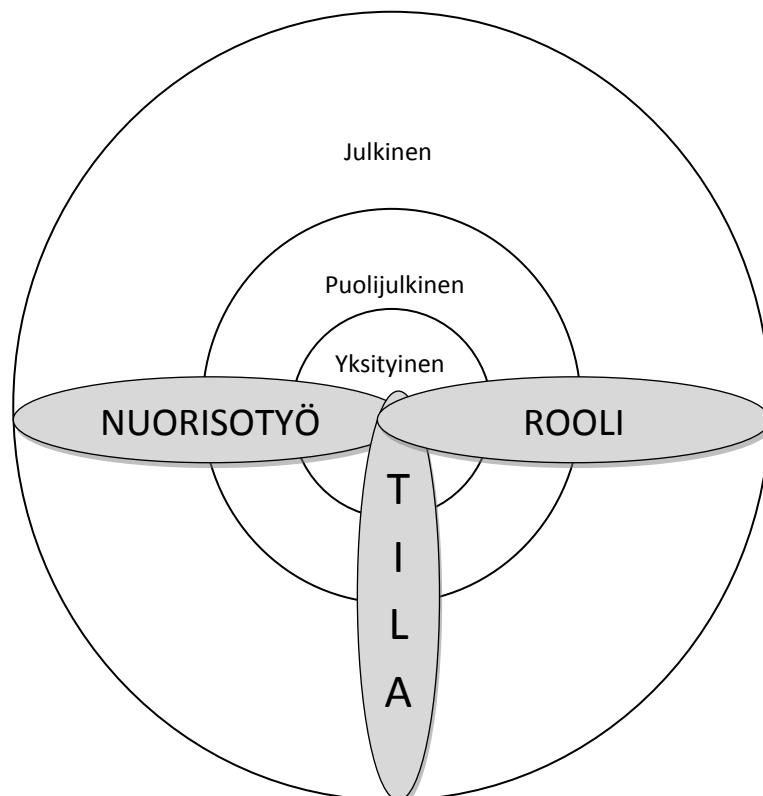 Julkinen
Puolijulkinen
Yksityinen
NUORISOTYÖ
ROOLI
T
I
L
A